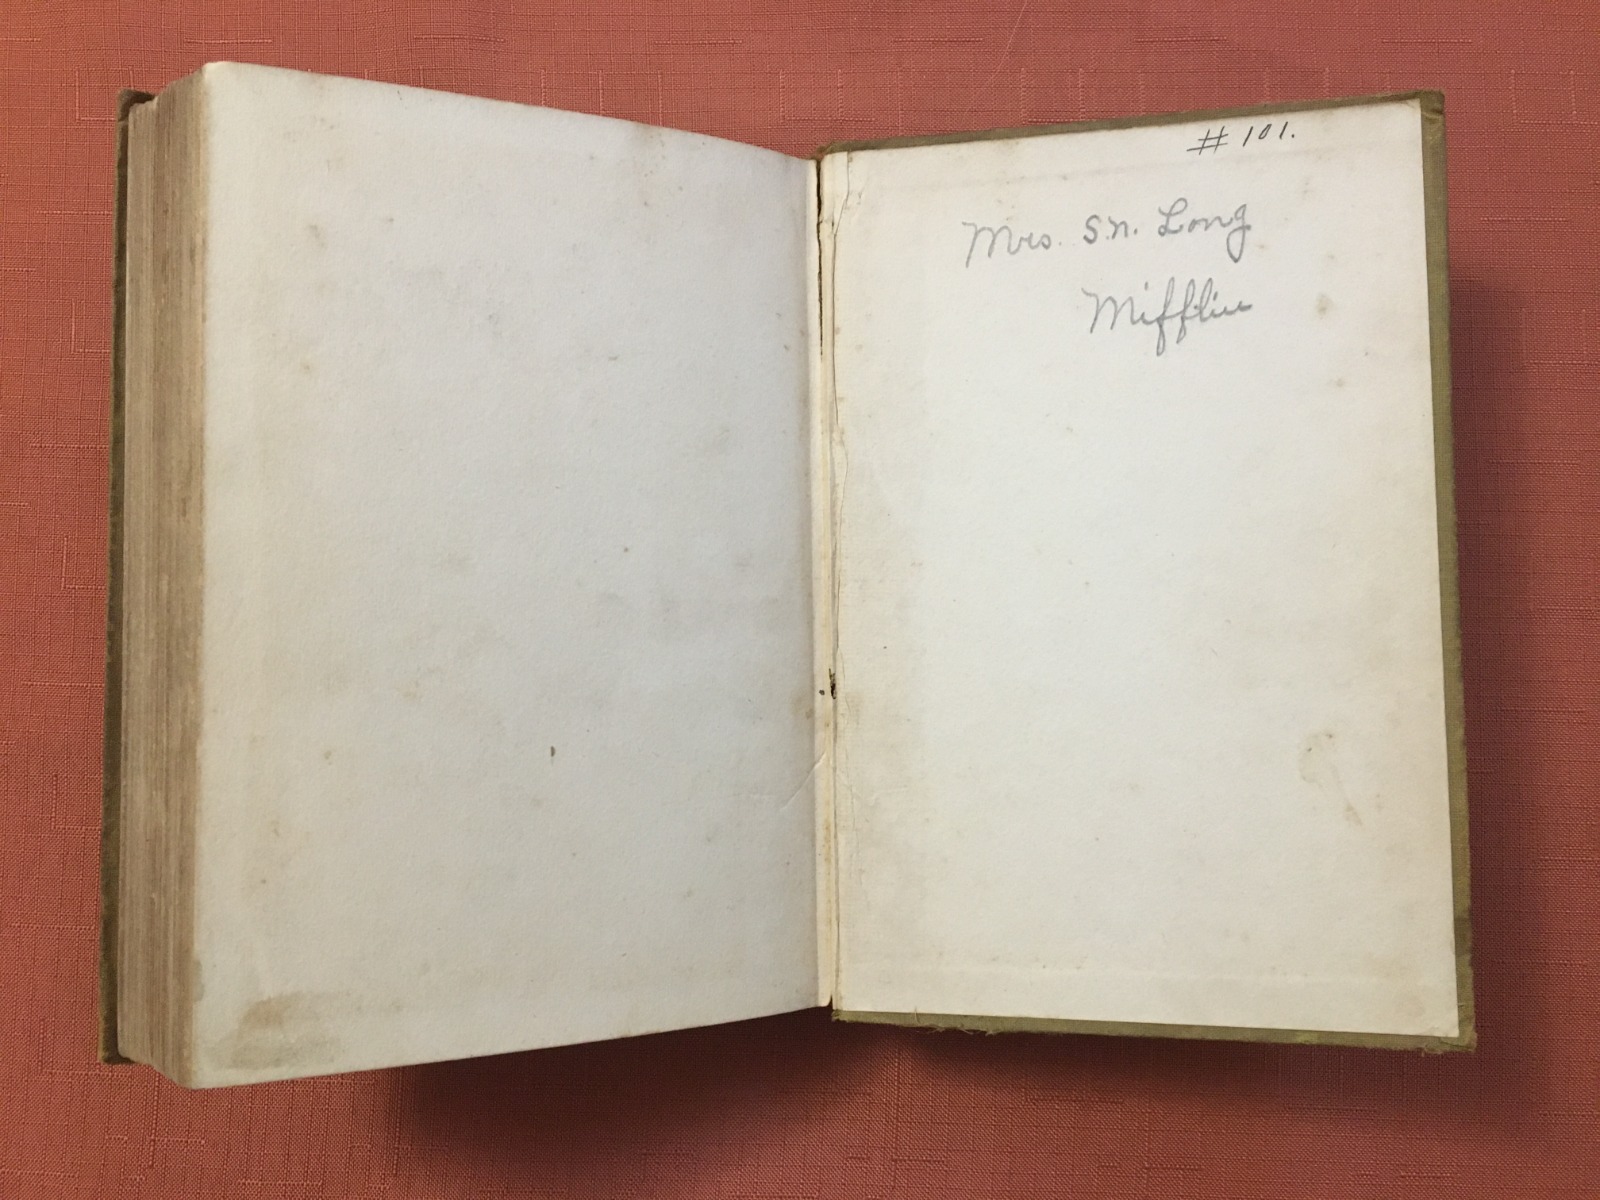 # 101.
Mrs. S.N. Long
Mifflin